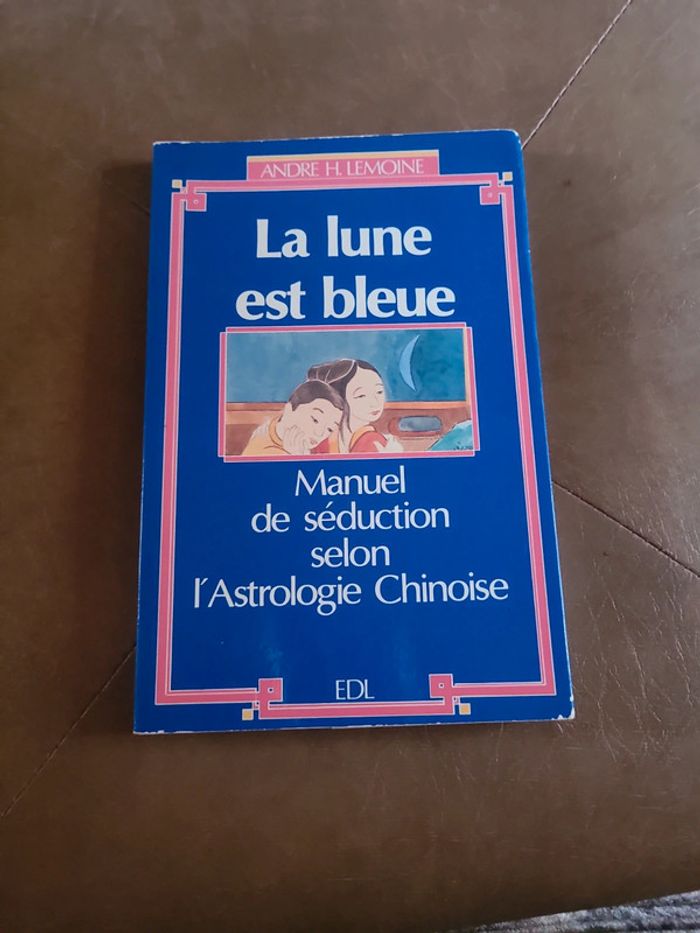 ANDRE H. LEMOINE
La lune
est bleue
Manuel
de séduction
selon
l'Astrologie Chinoise
EDL